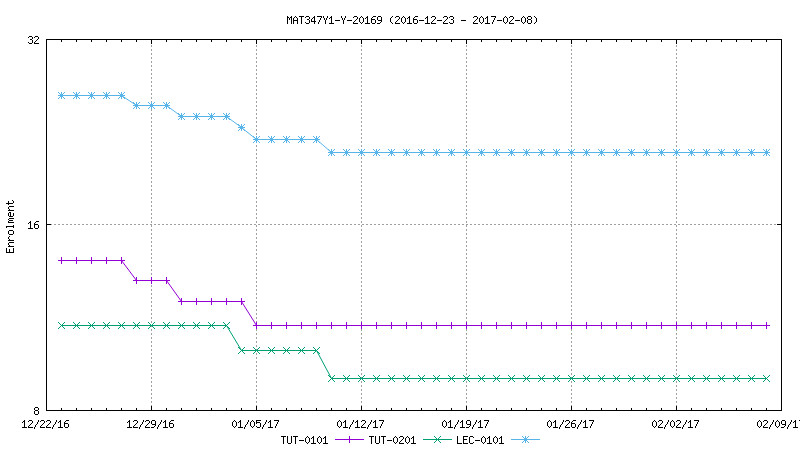 MAT347Y1-Y-20169 (2016-12-23 - 2017-02-08)
32
16
8
Enrolment
12/22/16 12/29/16 01/05/17 01/12/17 01/19/17 01/26/17 02/02/17 02/09/1
TUT-0101 TUT-0201 LEC-0101